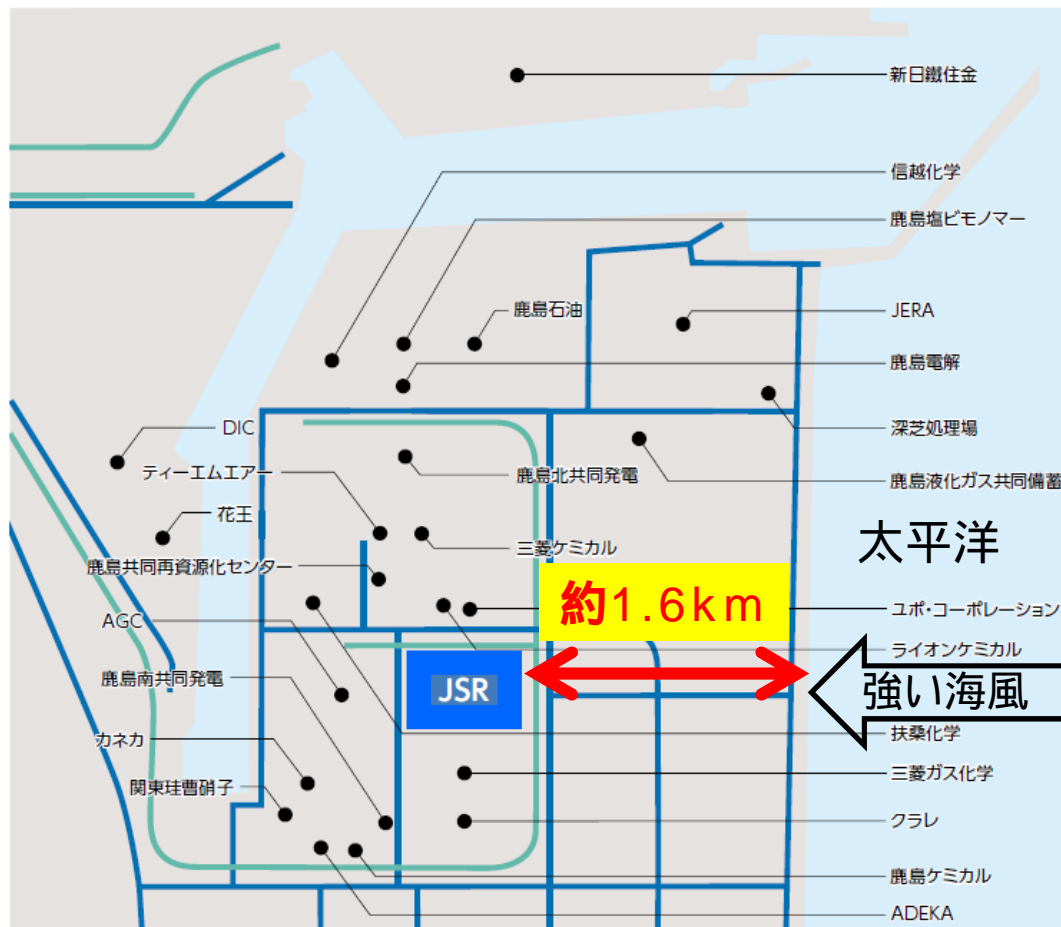 新日鐵住金
信越化学
鹿島塩ビモノマー
鹿島石油
JERA
鹿島電解
深芝処理場
DIC
ティーエムエアー
鹿島北共同発電
鹿島液化ガス共同備蓄
花王
三菱ケミカル
太平洋
鹿島共同再資源化センター
約1.6km
ユポ・コーポレーション
AGC
ライオンケミカル
鹿島南共同発電
JSR
強い海風
カネカ
扶桑化学
関東珪曹硝子
三菱ガス化学
クラレ
鹿島ケミカル
ADEKA